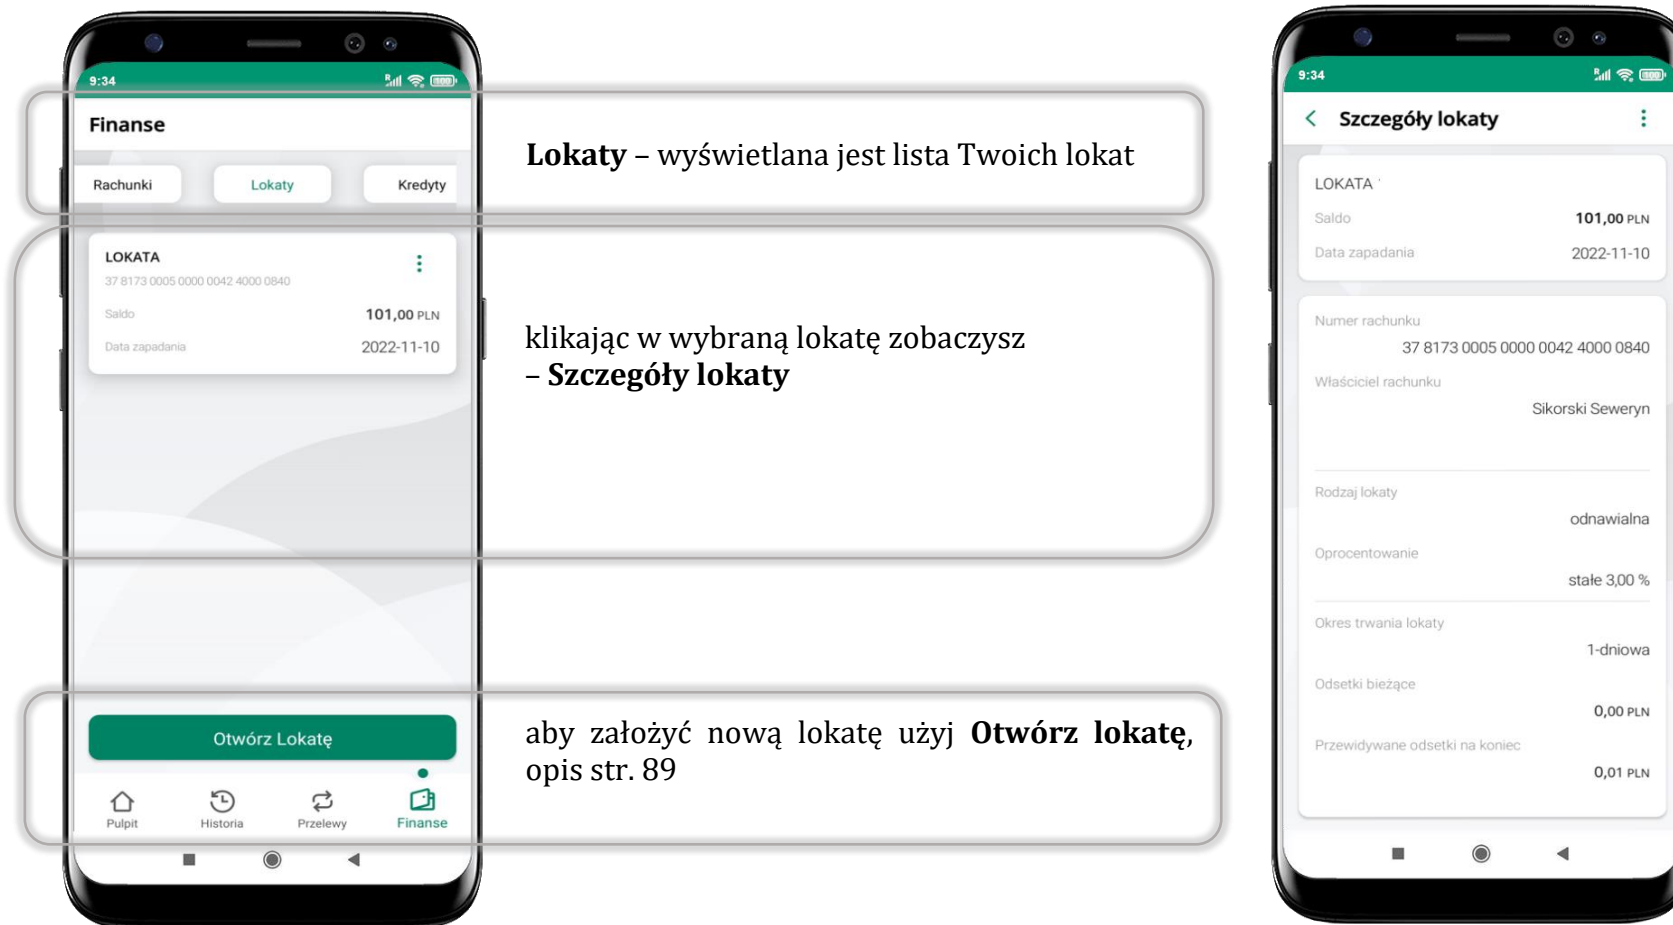 9:34
Finanse
Rachunki Lokaty Kredyty
LOKATA
37 8173 0005 0000 0042 4000 0840
Saldo 101,00 PLN
Data zapadania 2022-11-10
Otwórz Lokatę
Pulpit Historia Przelewy Finanse
Lokaty – wyświetlana jest lista Twoich lokat
klikając w wybraną lokatę zobaczysz
– Szczegóły lokaty
aby założyć nową lokatę użyj Otwórz lokatę,
opis str. 89
9:34
Szczegóły lokaty
LOKATA
Saldo 101,00 PLN
Data zapadania 2022-11-10
Numer rachunku
37 8173 0005 0000 0042 4000 0840
Właściciel rachunku
Sikorski Seweryn
Rodzaj lokaty
odnawialna
Oprocentowanie
stałe 3,00 %
Okres trwania lokaty
1-dniowa
Odsetki bieżące
0,00 PLN
Przewidywane odsetki na koniec
0,01 PLN